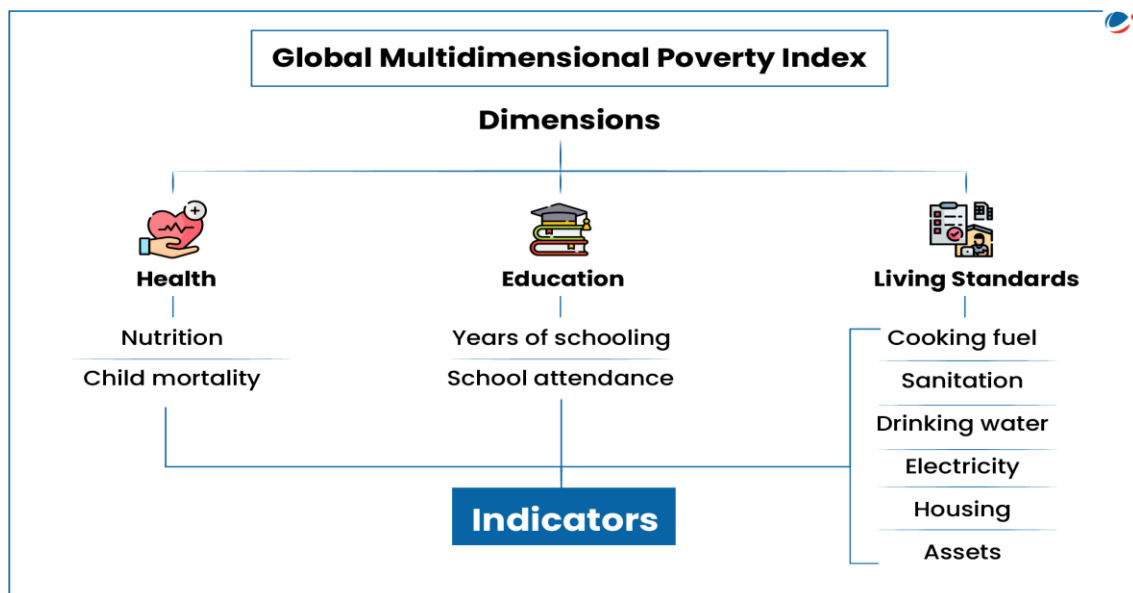 Global Multidimensional Poverty Index
Dimensions
Health
Nutrition
Child mortality
Education
Years of schooling
School attendance
Living Standards
Cooking fuel
Sanitation
Drinking water
Electricity
Housing
Assets
Indicators